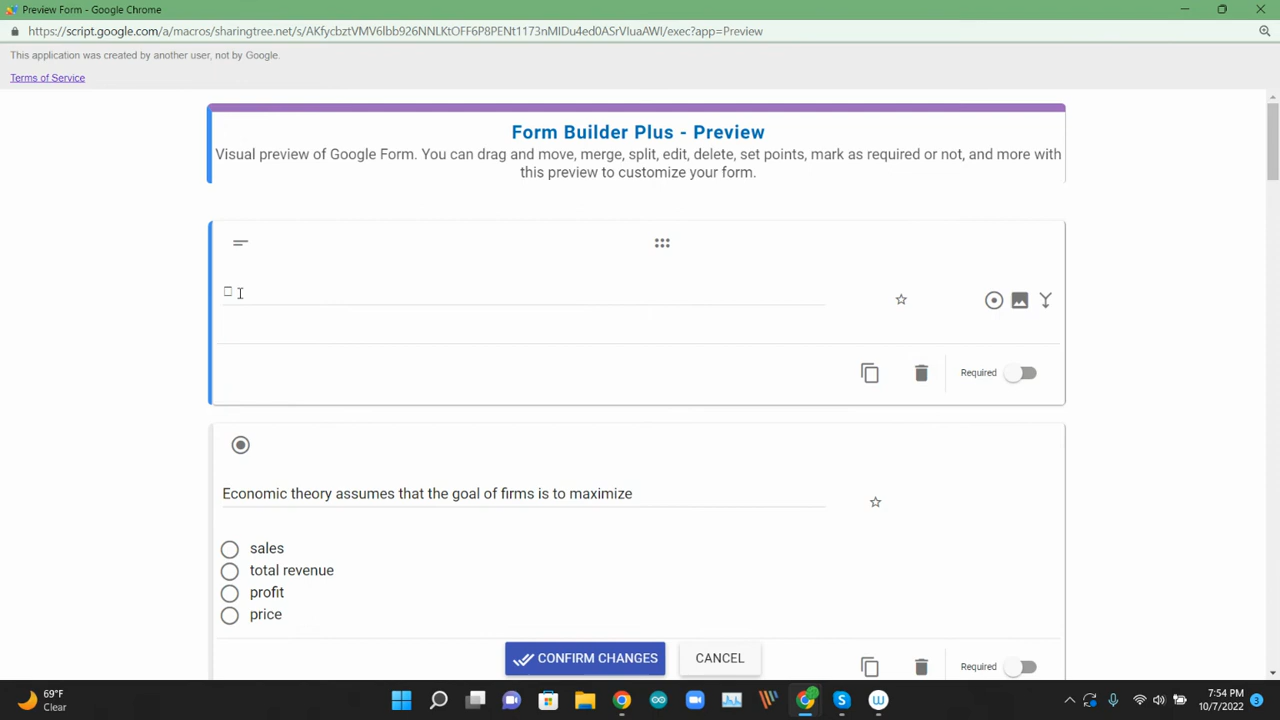 Preview Form - Google Chrome
https://script.google.com/a/macros/sharingtree.net/s/AKfycbztVMV6lbb926NNLKtOFF6P8PENt1173nMIDu4ed0ASrVluaAWI/exec?app=Preview
This application was created by another user, not by Google.
Terms of Service
Form Builder Plus - Preview
Visual preview of Google Form. You can drag and move, merge, split, edit, delete, set points, mark as required or not, and more with
this preview to customize your form.
Required
Economic theory assumes that the goal of firms is to maximize
sales
total revenue
profit
price
CONFIRM CHANGES
CANCEL
Required
69°F
Clear
7:54 PM
10/7/2022
3